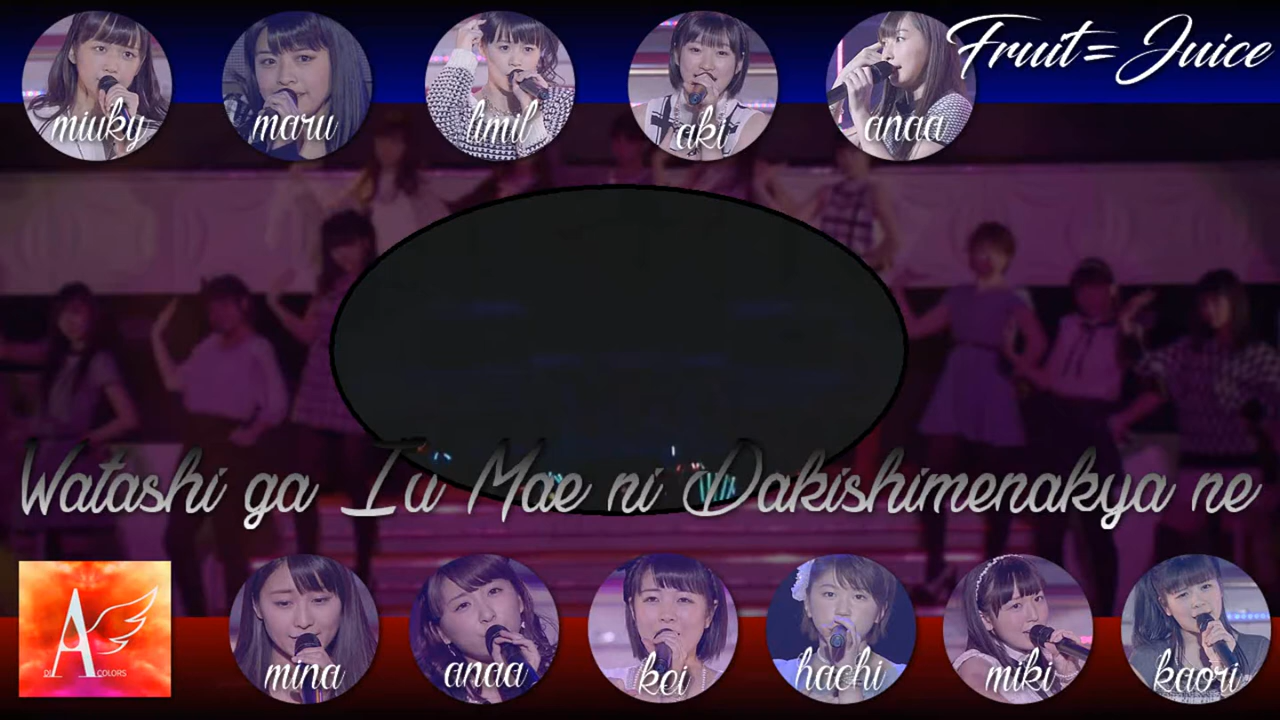 Fruit=Juice
miuky
maru
limil
aki
anaa
Watashi ga Iu Mae ni Dakishimenakya ne
A
DI COLORS
mina
anaa
kei
hachi
miki
kaori